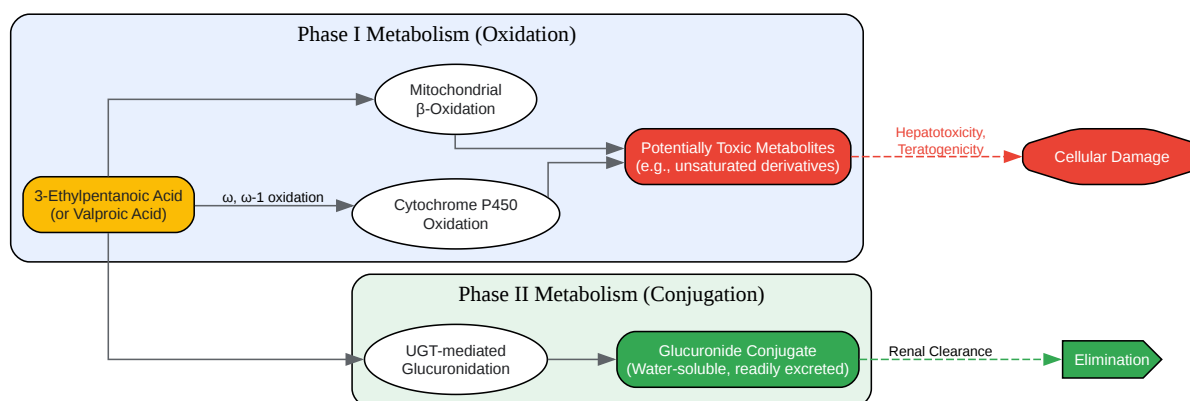 Phase I Metabolism (Oxidation)
Mitochondrial
β-Oxidation
Potentially Toxic Metabolites
(e.g., unsaturated derivatives)
Hepatotoxicity,
Teratogenicity
Cellular Damage
3-Ethylpentanoic Acid
(or Valproic Acid)
ω, ω-1 oxidation
Cytochrome P450
Oxidation
Phase II Metabolism (Conjugation)
UGT-mediated
Glucuronidation
Glucuronide Conjugate
(Water-soluble, readily excreted)
Renal Clearance
Elimination